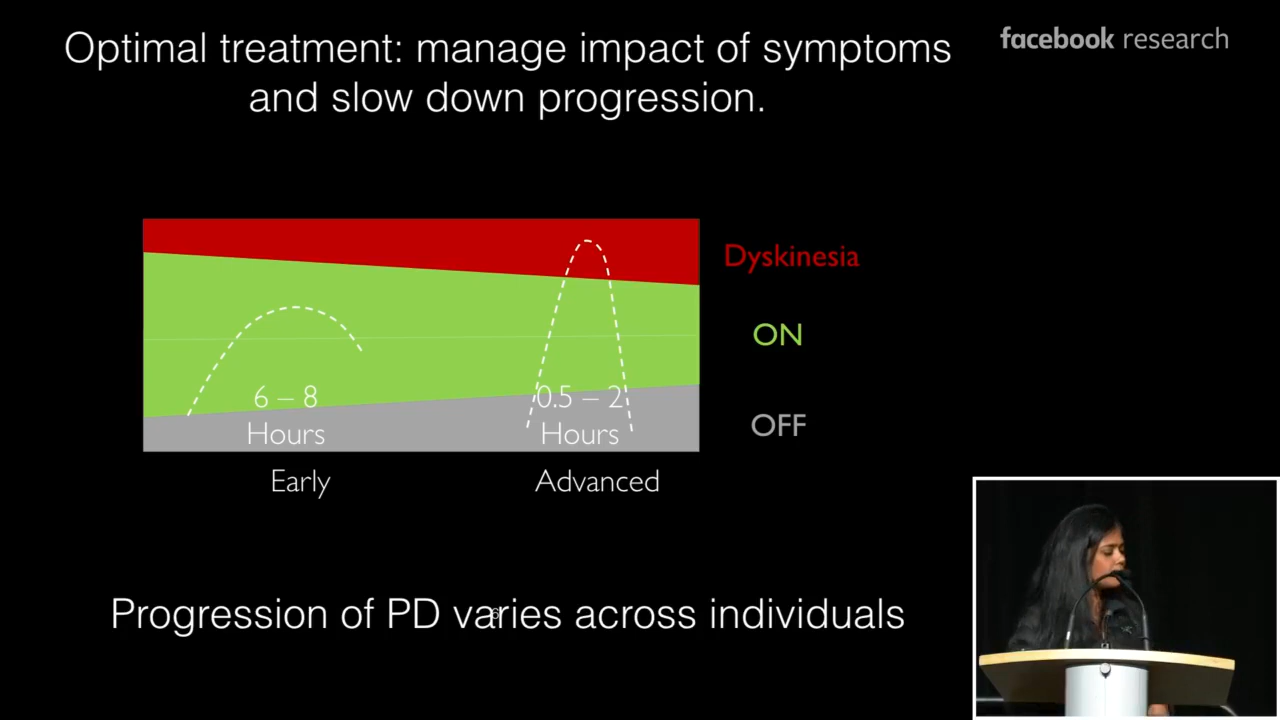 Optimal treatment: manage impact of symptoms
and slow down progression.
facebook research
Dyskinesia
ON
OFF
6 – 8
Hours
0.5 – 2
Hours
Early
Advanced
Progression of PD varies across individuals